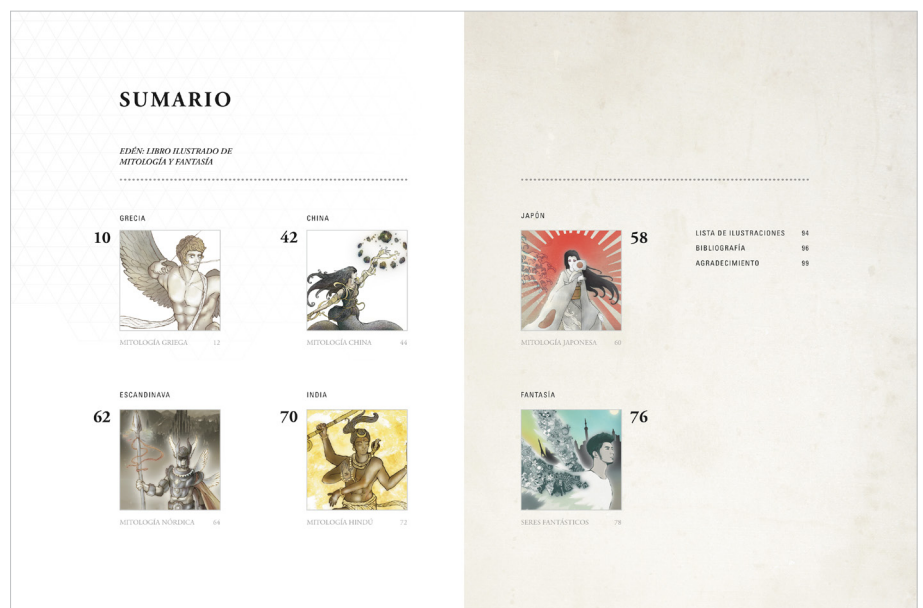 SUMARIO
EDÉN: LIBRO ILUSTRADO DE
MITOLOGÍA Y FANTASÍA
GRECIA
10
MITOLOGÍA GRIEGA 12
CHINA
42
MITOLOGÍA CHINA 44
ESCANDINAVA
62
MITOLOGÍA NÓRDICA 64
INDIA
70
MITOLOGÍA HINDÚ 72
JAPÓN
58
MITOLOGÍA JAPONESA 60
LISTA DE ILUSTRACIONES 94
BIBLIOGRAFÍA 96
AGRADECIMIENTO 99
FANTASÍA
76
SERES FANTÁSTICOS 78